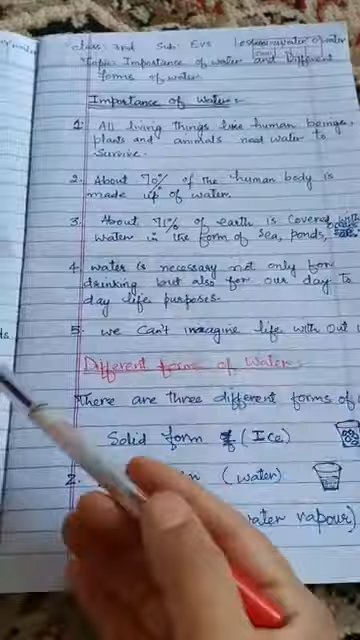 class: 2nd Sub: EVS
Topic: Importance of water and Different
forms of water.
Importance of water:-
1. All living things like human beings,
plants and animals need water to
survive.
2. About 70% of the human body is
made up of water.
3. About 71% of earth is covered with
water in the form of sea, ponds,
4. water is necessary not only for
drinking but also for our day to
day life purposes.
5. we can't imagine life with out
Different forms of water:
There are three different forms of
Solid form of (Ice)
2. (water)
water vapour)